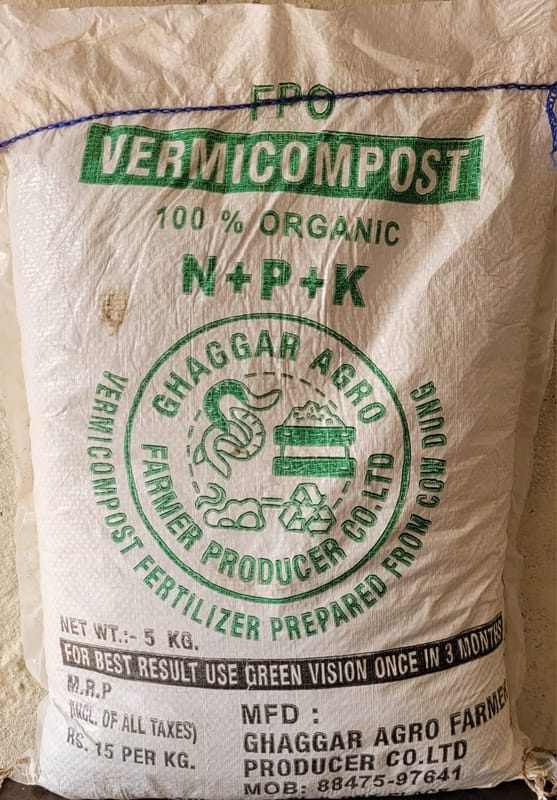 FPO
VERMICOMPOST
100 % ORGANIC
N+P+K
GHAGGAR AGRO
FARMER PRODUCER CO.LTD
VERMICOMPOST FERTILIZER PREPARED FROM COW DUNG
NET WT.:- 5 KG.
FOR BEST RESULT USE GREEN VISION ONCE IN 3 MONTHS
M.R.P
(INCL. OF ALL TAXES)
RS. 15 PER KG.
MFD :
GHAGGAR AGRO FARMER
PRODUCER CO.LTD
MOB: 88475-97641